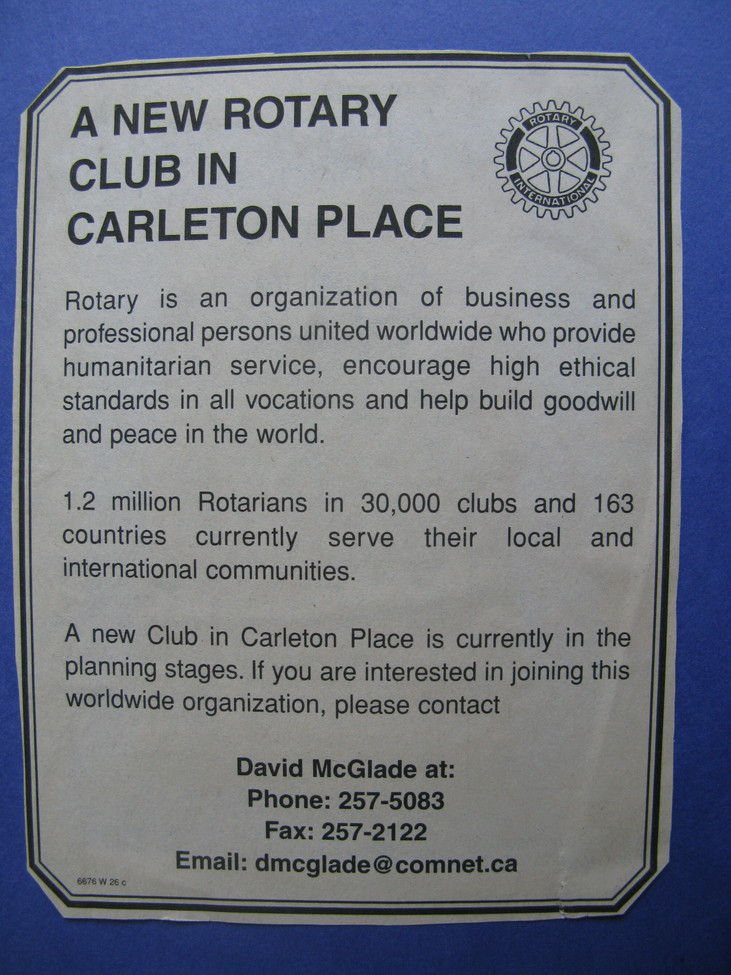 A NEW ROTARY
CLUB IN
CARLETON PLACE
ROTARY
INTERNATIONAL
Rotary is an organization of business and
professional persons united worldwide who provide
humanitarian service, encourage high ethical
standards in all vocations and help build goodwill
and peace in the world.
1.2 million Rotarians in 30,000 clubs and 163
countries currently serve their local and
international communities.
A new Club in Carleton Place is currently in the
planning stages. If you are interested in joining this
worldwide organization, please contact
David McGlade at:
Phone: 257-5083
Fax: 257-2122
Email: dmcglade@comnet.ca
6676 W 26 c